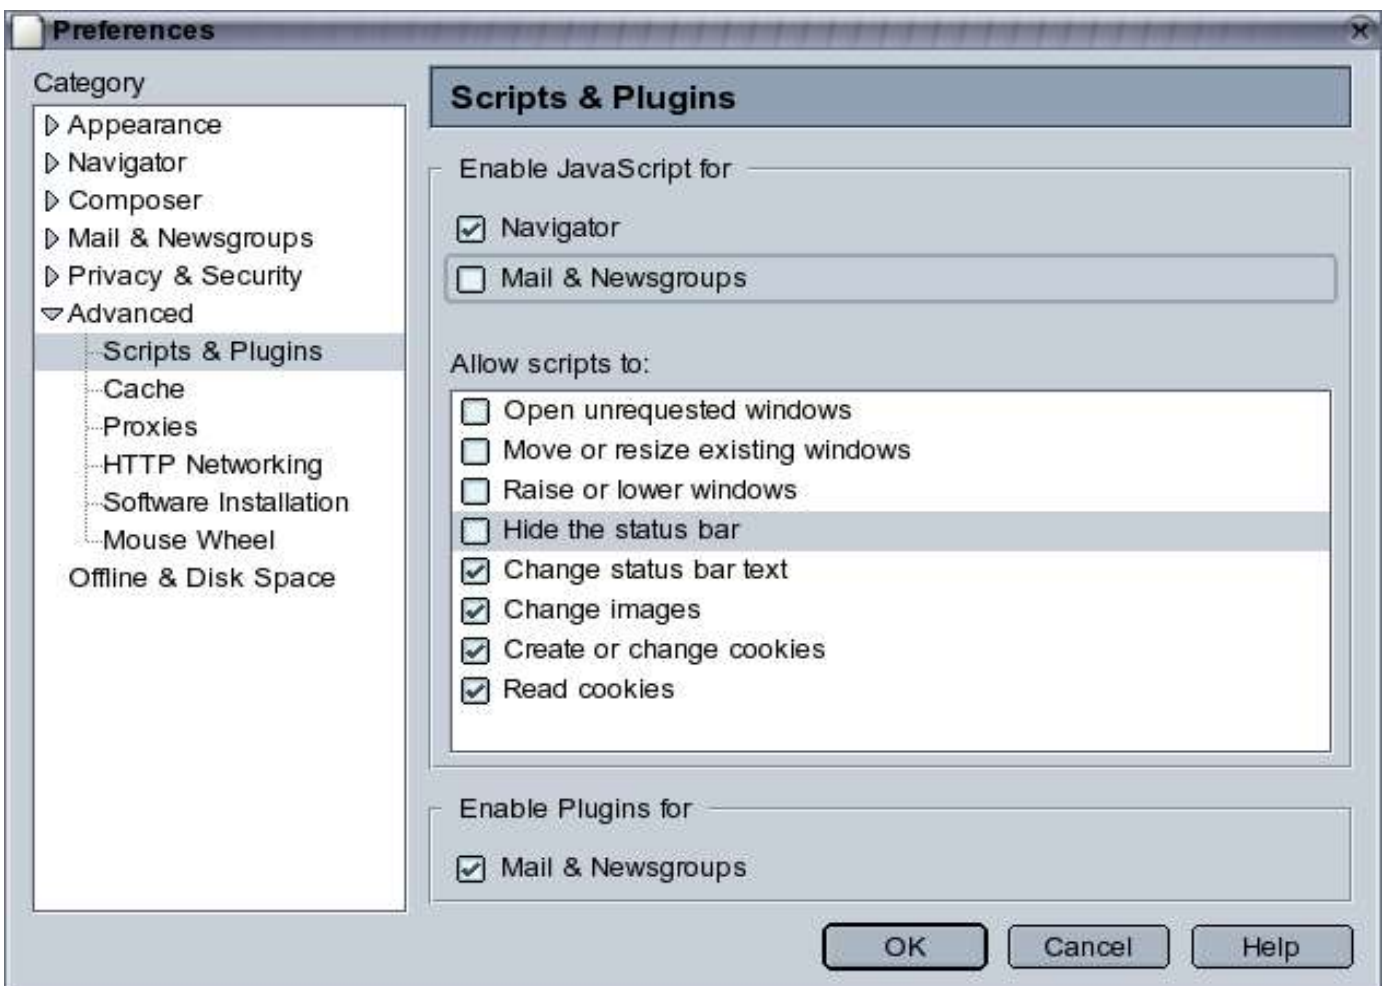 Preferences
Category
Appearance
Navigator
Composer
Mail & Newsgroups
Privacy & Security
Advanced
Scripts & Plugins
Cache
Proxies
HTTP Networking
Software Installation
Mouse Wheel
Offline & Disk Space
Scripts & Plugins
Enable JavaScript for
Navigator
Mail & Newsgroups
Allow scripts to:
Open unrequested windows
Move or resize existing windows
Raise or lower windows
Hide the status bar
Change status bar text
Change images
Create or change cookies
Read cookies
Enable Plugins for
Mail & Newsgroups
OK Cancel Help